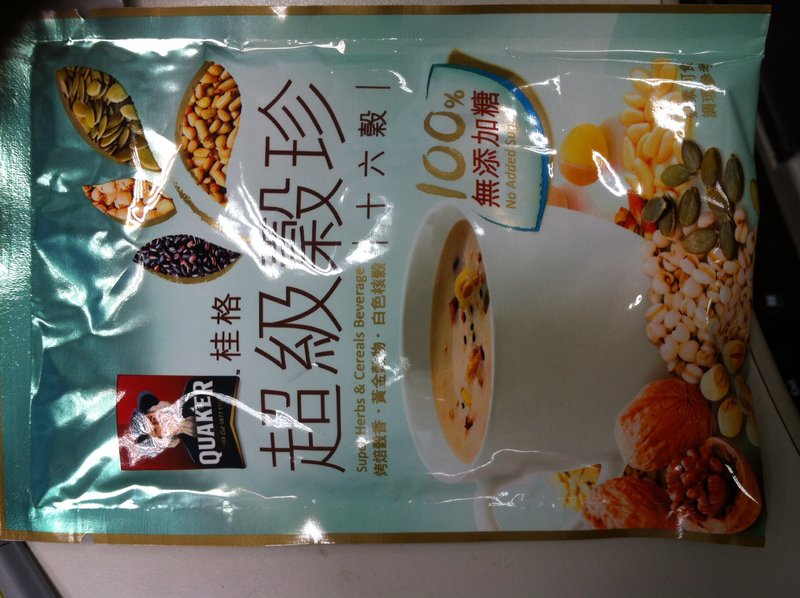 QUAKER
桂格
超級穀珍
Super Herbs & Cereals Beverage
烤焙穀香・黃金穀物・白色核穀
十六穀
100%
無添加糖
No Added Sugar